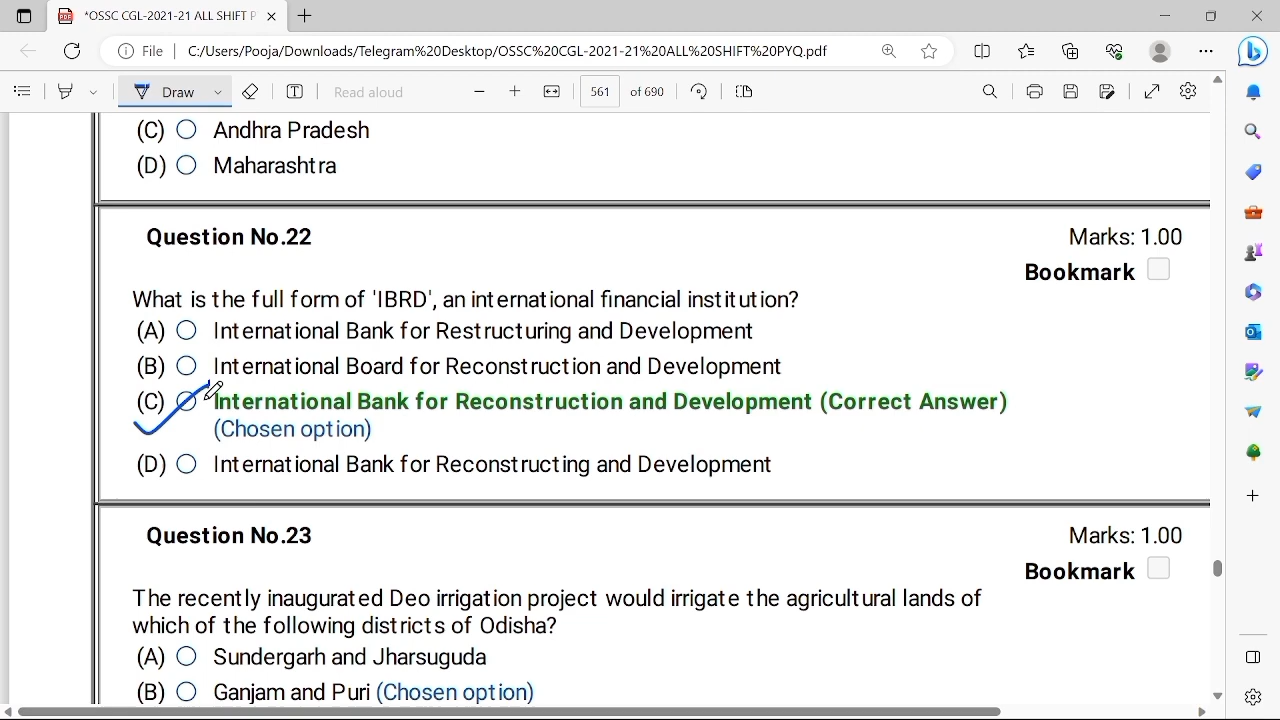 *OSSC CGL-2021-21 ALL SHIFT P
File
C:/Users/Pooja/Downloads/Telegram%20Desktop/OSSC%20CGL-2021-21%20ALL%20SHIFT%20PYQ.pdf
Draw
Read aloud
561 of 690
(C) Andhra Pradesh
(D) Maharashtra
Question No.22 Marks: 1.00
Bookmark
What is the full form of 'IBRD', an international financial institution?
(A) International Bank for Restructuring and Development
(B) International Board for Reconstruction and Development
(C) International Bank for Reconstruction and Development (Correct Answer)
(Chosen option)
(D) International Bank for Reconstructing and Development
Question No.23 Marks: 1.00
Bookmark
The recently inaugurated Deo irrigation project would irrigate the agricultural lands of
which of the following districts of Odisha?
(A) Sundergarh and Jharsuguda
(B) Ganjam and Puri (Chosen option)